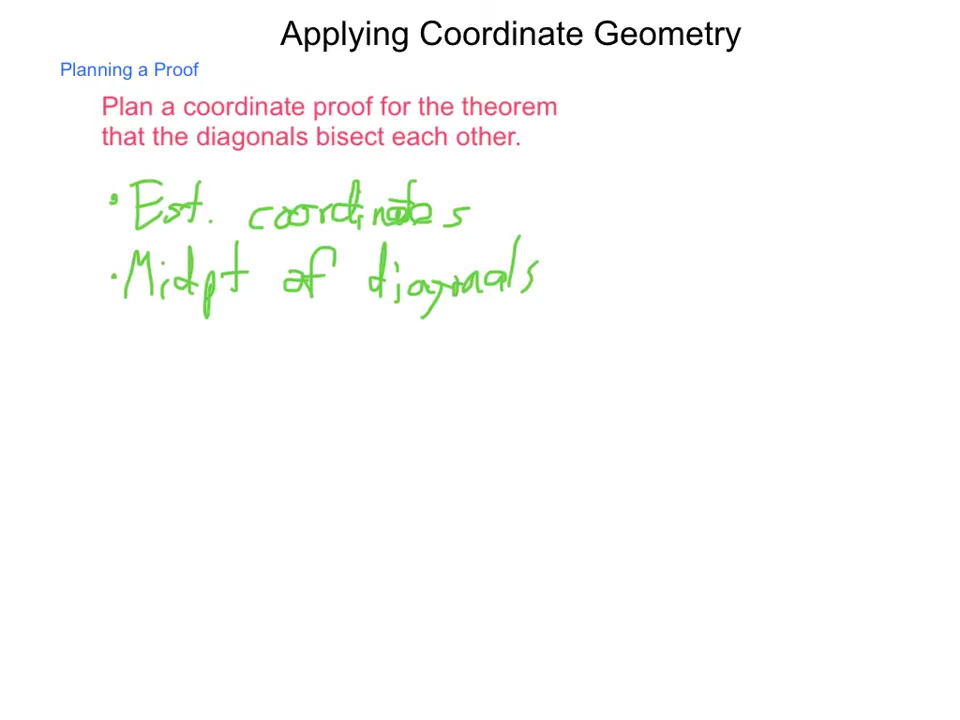 Applying Coordinate Geometry
Planning a Proof
Plan a coordinate proof for the theorem
that the diagonals bisect each other.
• Est. coordinates
• Midpt of diagonals